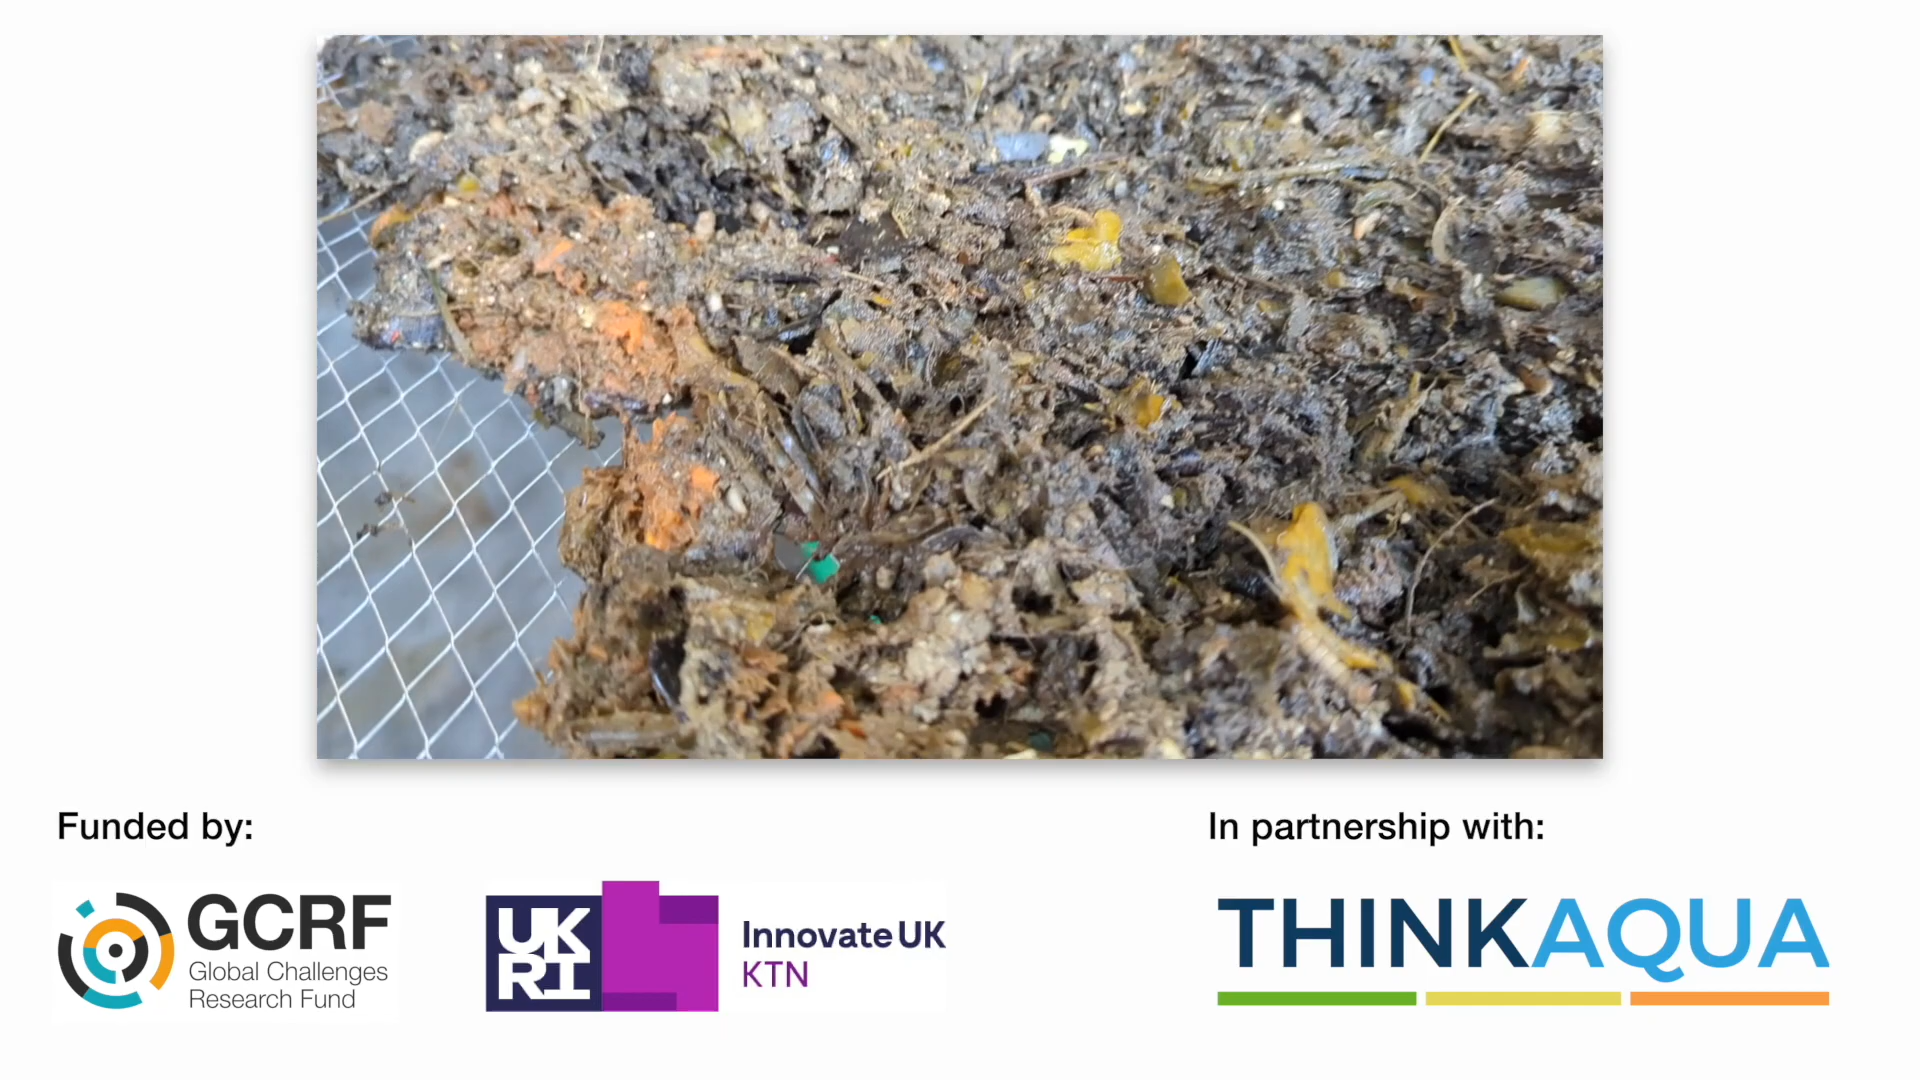 Funded by:
In partnership with:
GCRF
Global Challenges
Research Fund
UK
RI
Innovate UK
KTN
THINKAQUA